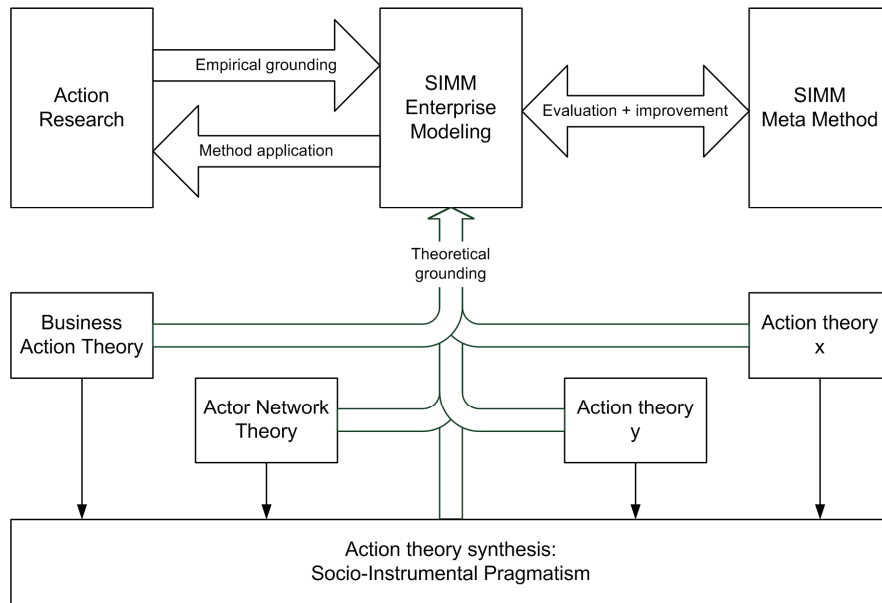 Action
Research
Empirical grounding
Method application
SIMM
Enterprise
Modeling
Evaluation + improvement
SIMM
Meta Method
Theoretical
grounding
Business
Action Theory
Action theory
x
Actor Network
Theory
Action theory
y
Action theory synthesis:
Socio-Instrumental Pragmatism